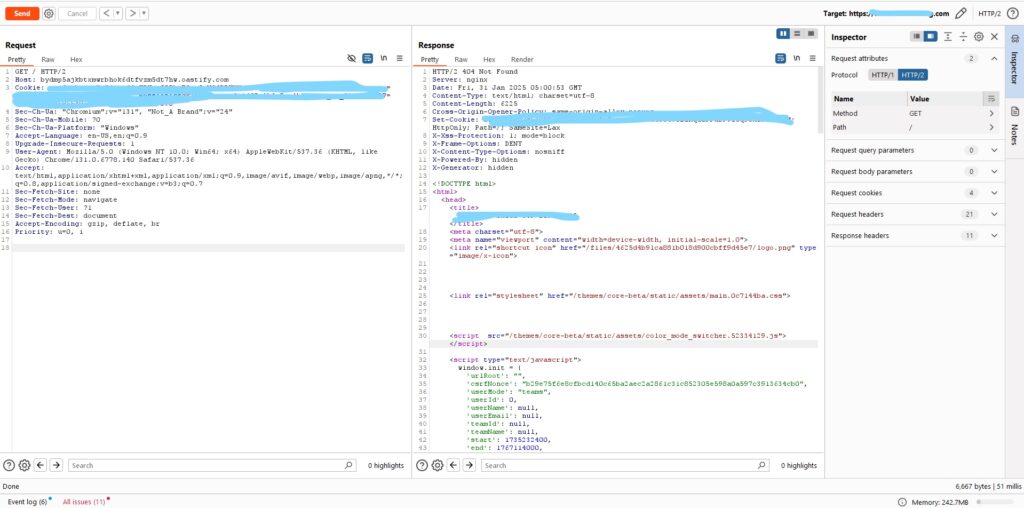 Send
Cancel
Target: https:/
.com
HTTP/2
Request
Pretty Raw Hex
\n
1 GET / HTTP/2
2 Host: bydmp5ajkbtxmwrbhok6dtfvzm5dt7hw.oastify.com
3 Cookie:
4 Sec-Ch-Ua: "Chromium";v="131", "Not_A Brand";v="24"
5 Sec-Ch-Ua-Mobile: ?0
6 Sec-Ch-Ua-Platform: "Windows"
7 Accept-Language: en-US,en;q=0.9
8 Upgrade-Insecure-Requests: 1
9 User-Agent: Mozilla/5.0 (Windows NT 10.0; Win64; x64) AppleWebKit/537.36 (KHTML, like
Gecko) Chrome/131.0.6778.140 Safari/537.36
10 Accept:
text/html,application/xhtml+xml,application/xml;q=0.9,image/avif,image/webp,image/apng,*/*;
q=0.8,application/signed-exchange;v=b3;q=0.7
11 Sec-Fetch-Site: none
12 Sec-Fetch-Mode: navigate
13 Sec-Fetch-User: ?1
14 Sec-Fetch-Dest: document
15 Accept-Encoding: gzip, deflate, br
16 Priority: u=0, i
17
18
Search
0 highlights
Response
Pretty Raw Hex Render
\n
1 HTTP/2 404 Not Found
2 Server: nginx
3 Date: Fri, 31 Jan 2025 05:00:53 GMT
4 Content-Type: text/html; charset=utf-8
5 Content-Length: 6225
6 Cross-Origin-Opener-Policy:
7 Set-Cookie:
HttpOnly; Path=/; SameSite=Lax
8 X-Xss-Protection: 1; mode=block
9 X-Frame-Options: DENY
10 X-Content-Type-Options: nosniff
11 X-Powered-By: hidden
12 X-Generator: hidden
13
14 <!DOCTYPE html>
15 <html>
16 <head>
17 <title>
</title>
18 <meta charset="utf-8">
19 <meta name="viewport" content="width=device-width, initial-scale=1.0">
20 <link rel="shortcut icon" href="/files/4625d4b91ca881b018d900cbff9d45e7/logo.png" type
="image/x-icon">
21
22
23
24
25 <link rel="stylesheet" href="/themes/core-beta/static/assets/main.0c7144ba.css">
26
27
28
29
30 <script src="/themes/core-beta/static/assets/color_mode_switcher.52334129.js">
</script>
31
32 <script type="text/javascript">
33 window.init = {
34 'urlRoot': "",
35 'csrfNonce': "b29e75f6e8cfbcd140c65ba2aec2a2861c31c852305e598a0a597c3913634cb0",
36 'userMode': "teams",
37 'userId': 0,
38 'userName': null,
39 'userEmail': null,
40 'teamId': null,
41 'teamName': null,
42 'start': 1735232400,
43 'end': 1767114000,
Search
0 highlights
Inspector
Request attributes 2
Protocol HTTP/1 HTTP/2
Name Value
Method GET
Path /
Request query parameters 0
Request body parameters 0
Request cookies 4
Request headers 21
Response headers 11
Inspector
Notes
Done
6,667 bytes | 51 millis
Event log (6)
All issues (11)
Memory: 242.7MB